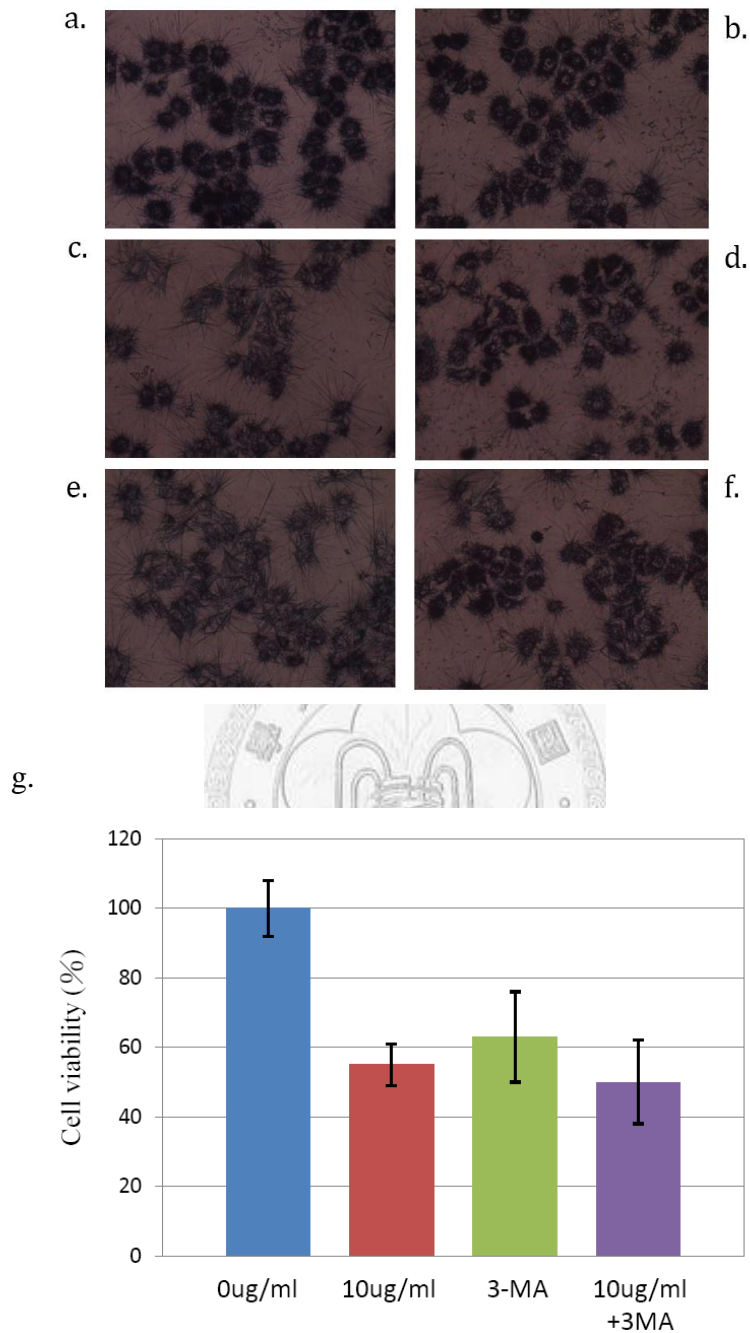 a.
b.
c.
d.
e.
f.
g.
120
100
80
60
40
20
0
Cell viability (%)
0ug/ml
10ug/ml
3-MA
10ug/ml
+3MA